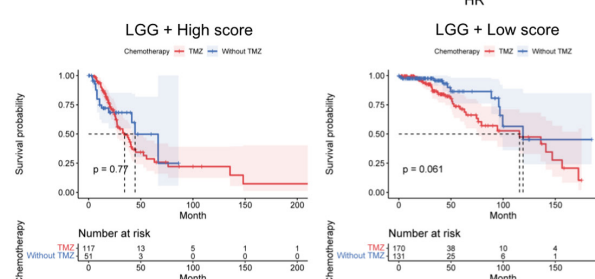 HR
LGG + High score
Chemotherapy TMZ Without TMZ
Survival probability
1.00
0.75
0.50
0.25
0.00
p = 0.77
0 50 100 150 200
Month
Chemotherapy
Number at risk
TMZ 117 13 5 1 1
Without TMZ 51 3 0 0 0
0 50 100 150 200
Month
LGG + Low score
Chemotherapy TMZ Without TMZ
Survival probability
1.00
0.75
0.50
0.25
0.00
p = 0.061
0 50 100 150
Month
Chemotherapy
Number at risk
TMZ 170 38 10 4
Without TMZ 131 25 6 1
0 50 100 150
Month